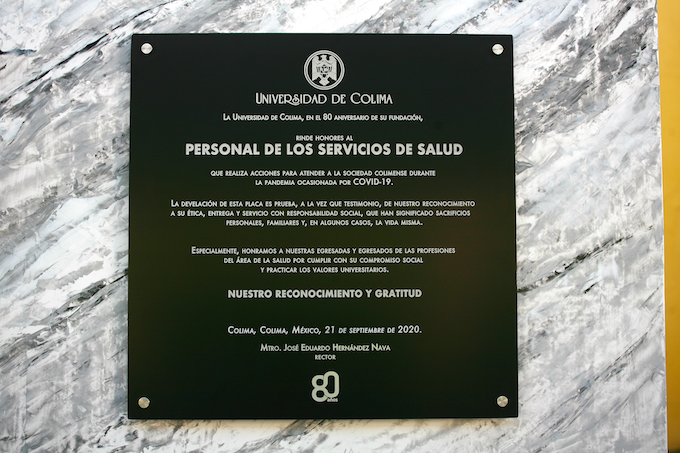 Universidad de Colima
La Universidad de Colima, en el 80 aniversario de su fundación,
rinde honores al
PERSONAL DE LOS SERVICIOS DE SALUD
que realiza acciones para atender a la sociedad colimense durante
la pandemia ocasionada por COVID-19.
La develación de esta placa es prueba, a la vez que testimonio, de nuestro reconocimiento
a su ética, entrega y servicio con responsabilidad social, que han significado sacrificios
personales, familiares y, en algunos casos, la vida misma.
Especialmente, honramos a nuestras egresadas y egresados de las profesiones
del área de la salud por cumplir con su compromiso social
y practicar los valores universitarios.
NUESTRO RECONOCIMIENTO Y GRATITUD
Colima, Colima, México, 21 de septiembre de 2020.
Mtro. José Eduardo Hernández Nava
rector
80
años